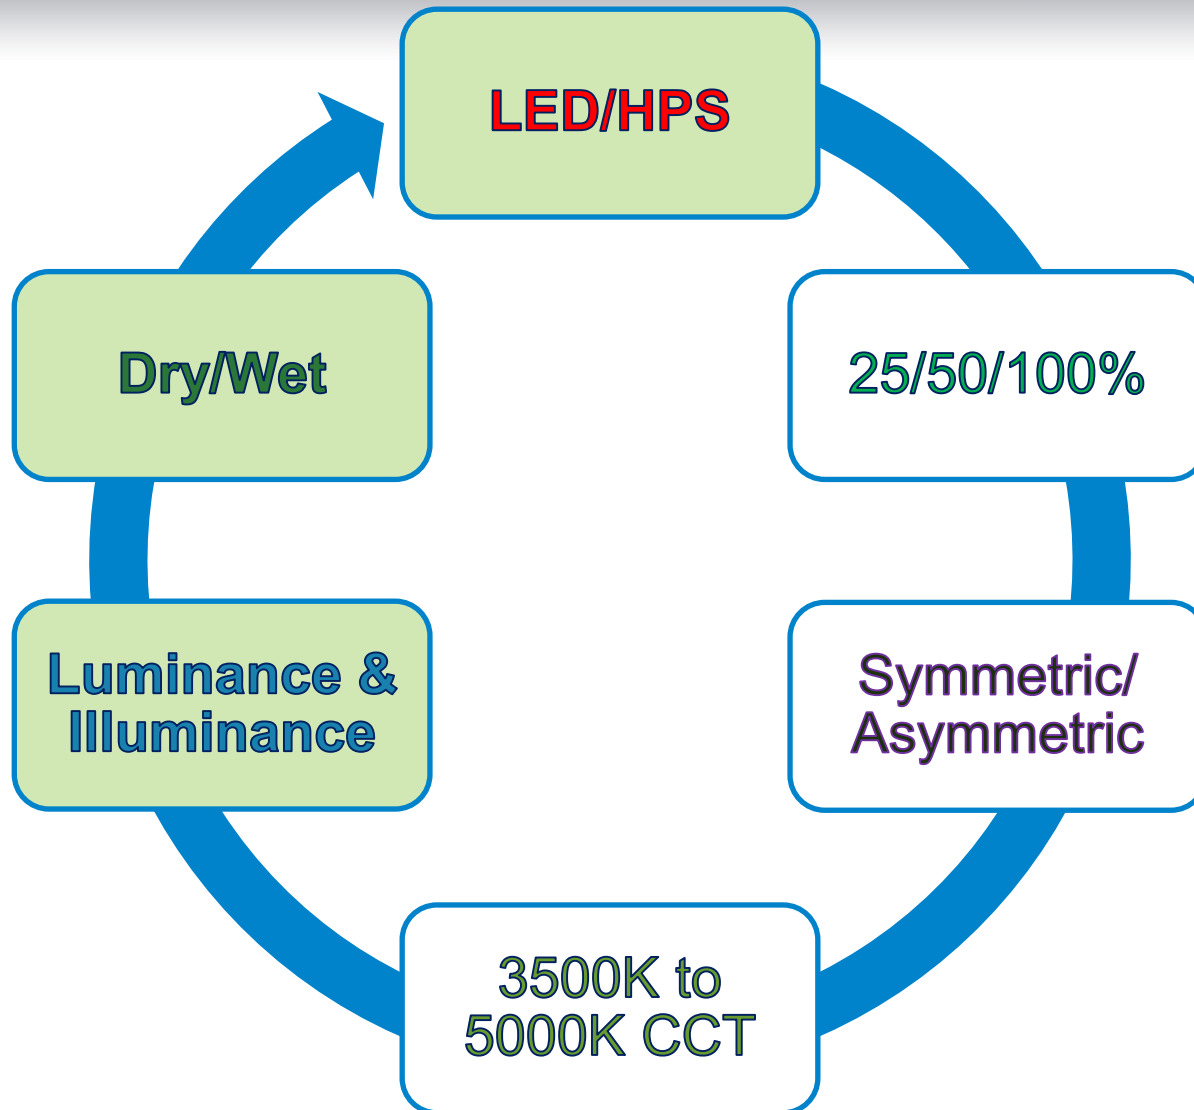 LED/HPS
25/50/100%
Symmetric/
Asymmetric
3500K to
5000K CCT
Luminance &
Illuminance
Dry/Wet